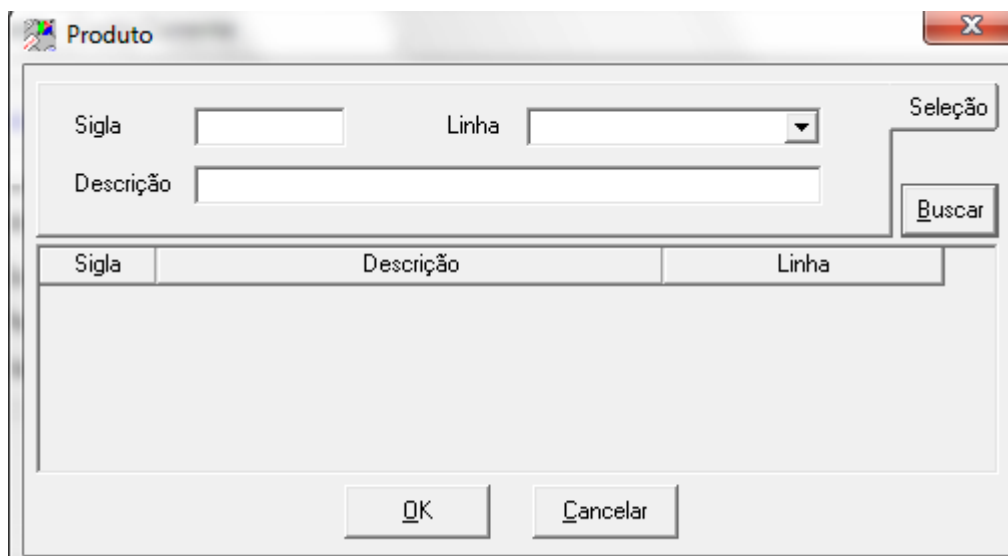 Produto
Sigla Linha Seleção
Descrição
Buscar
Sigla Descrição Linha
OK Cancelar